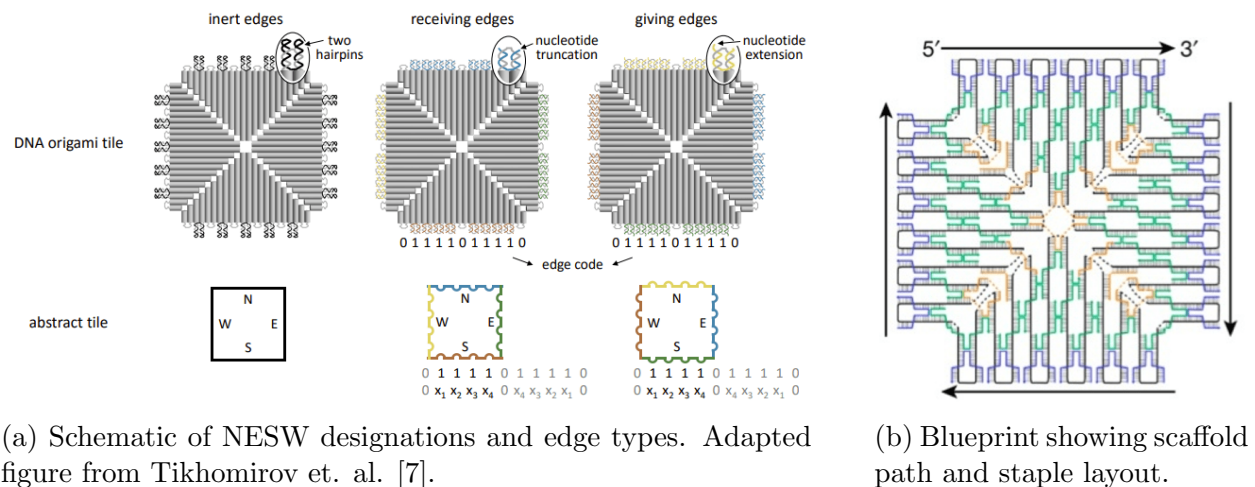 inert edges
receiving edges
giving edges
two
hairpins
nucleotide
truncation
nucleotide
extension
DNA origami tile
0 1 1 1 1 0 1 1 1 1 0
0 1 1 1 1 0 1 1 1 1 0
edge code
abstract tile
N
W E
S
N
W E
S
N
W E
S
0 1 1 1 1 0 1 1 1 1 0
0 x₁ x₂ x₃ x₄ 0 x₄ x₃ x₂ x₁ 0
0 1 1 1 1 0 1 1 1 1 0
0 x₁ x₂ x₃ x₄ 0 x₄ x₃ x₂ x₁ 0
5′ 3′
(a) Schematic of NESW designations and edge types. Adapted
figure from Tikhomirov et. al. [7].
(b) Blueprint showing scaffold
path and staple layout.